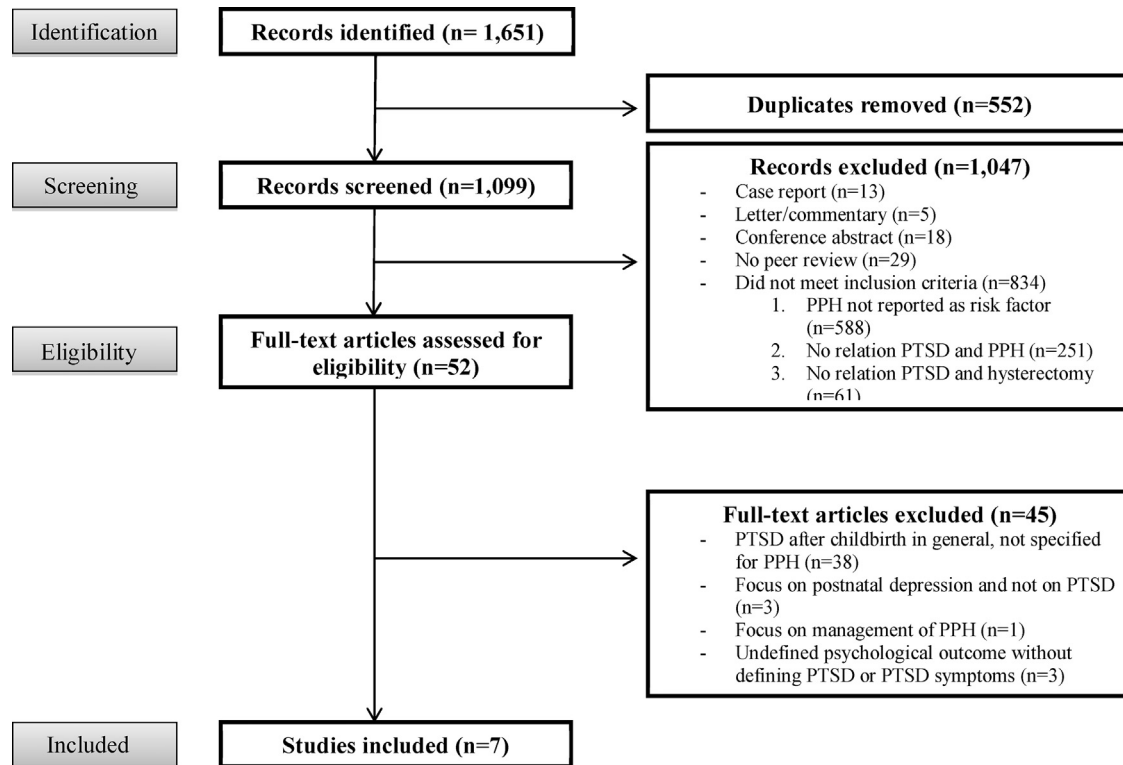 Identification
Records identified (n= 1,651)
Duplicates removed (n=552)
Screening
Records screened (n=1,099)
Records excluded (n=1,047)
- Case report (n=13)
- Letter/commentary (n=5)
- Conference abstract (n=18)
- No peer review (n=29)
- Did not meet inclusion criteria (n=834)
1. PPH not reported as risk factor
(n=588)
2. No relation PTSD and PPH (n=251)
3. No relation PTSD and hysterectomy
(n=61)
Eligibility
Full-text articles assessed for
eligibility (n=52)
Full-text articles excluded (n=45)
- PTSD after childbirth in general, not specified
for PPH (n=38)
- Focus on postnatal depression and not on PTSD
(n=3)
- Focus on management of PPH (n=1)
- Undefined psychological outcome without
defining PTSD or PTSD symptoms (n=3)
Included
Studies included (n=7)